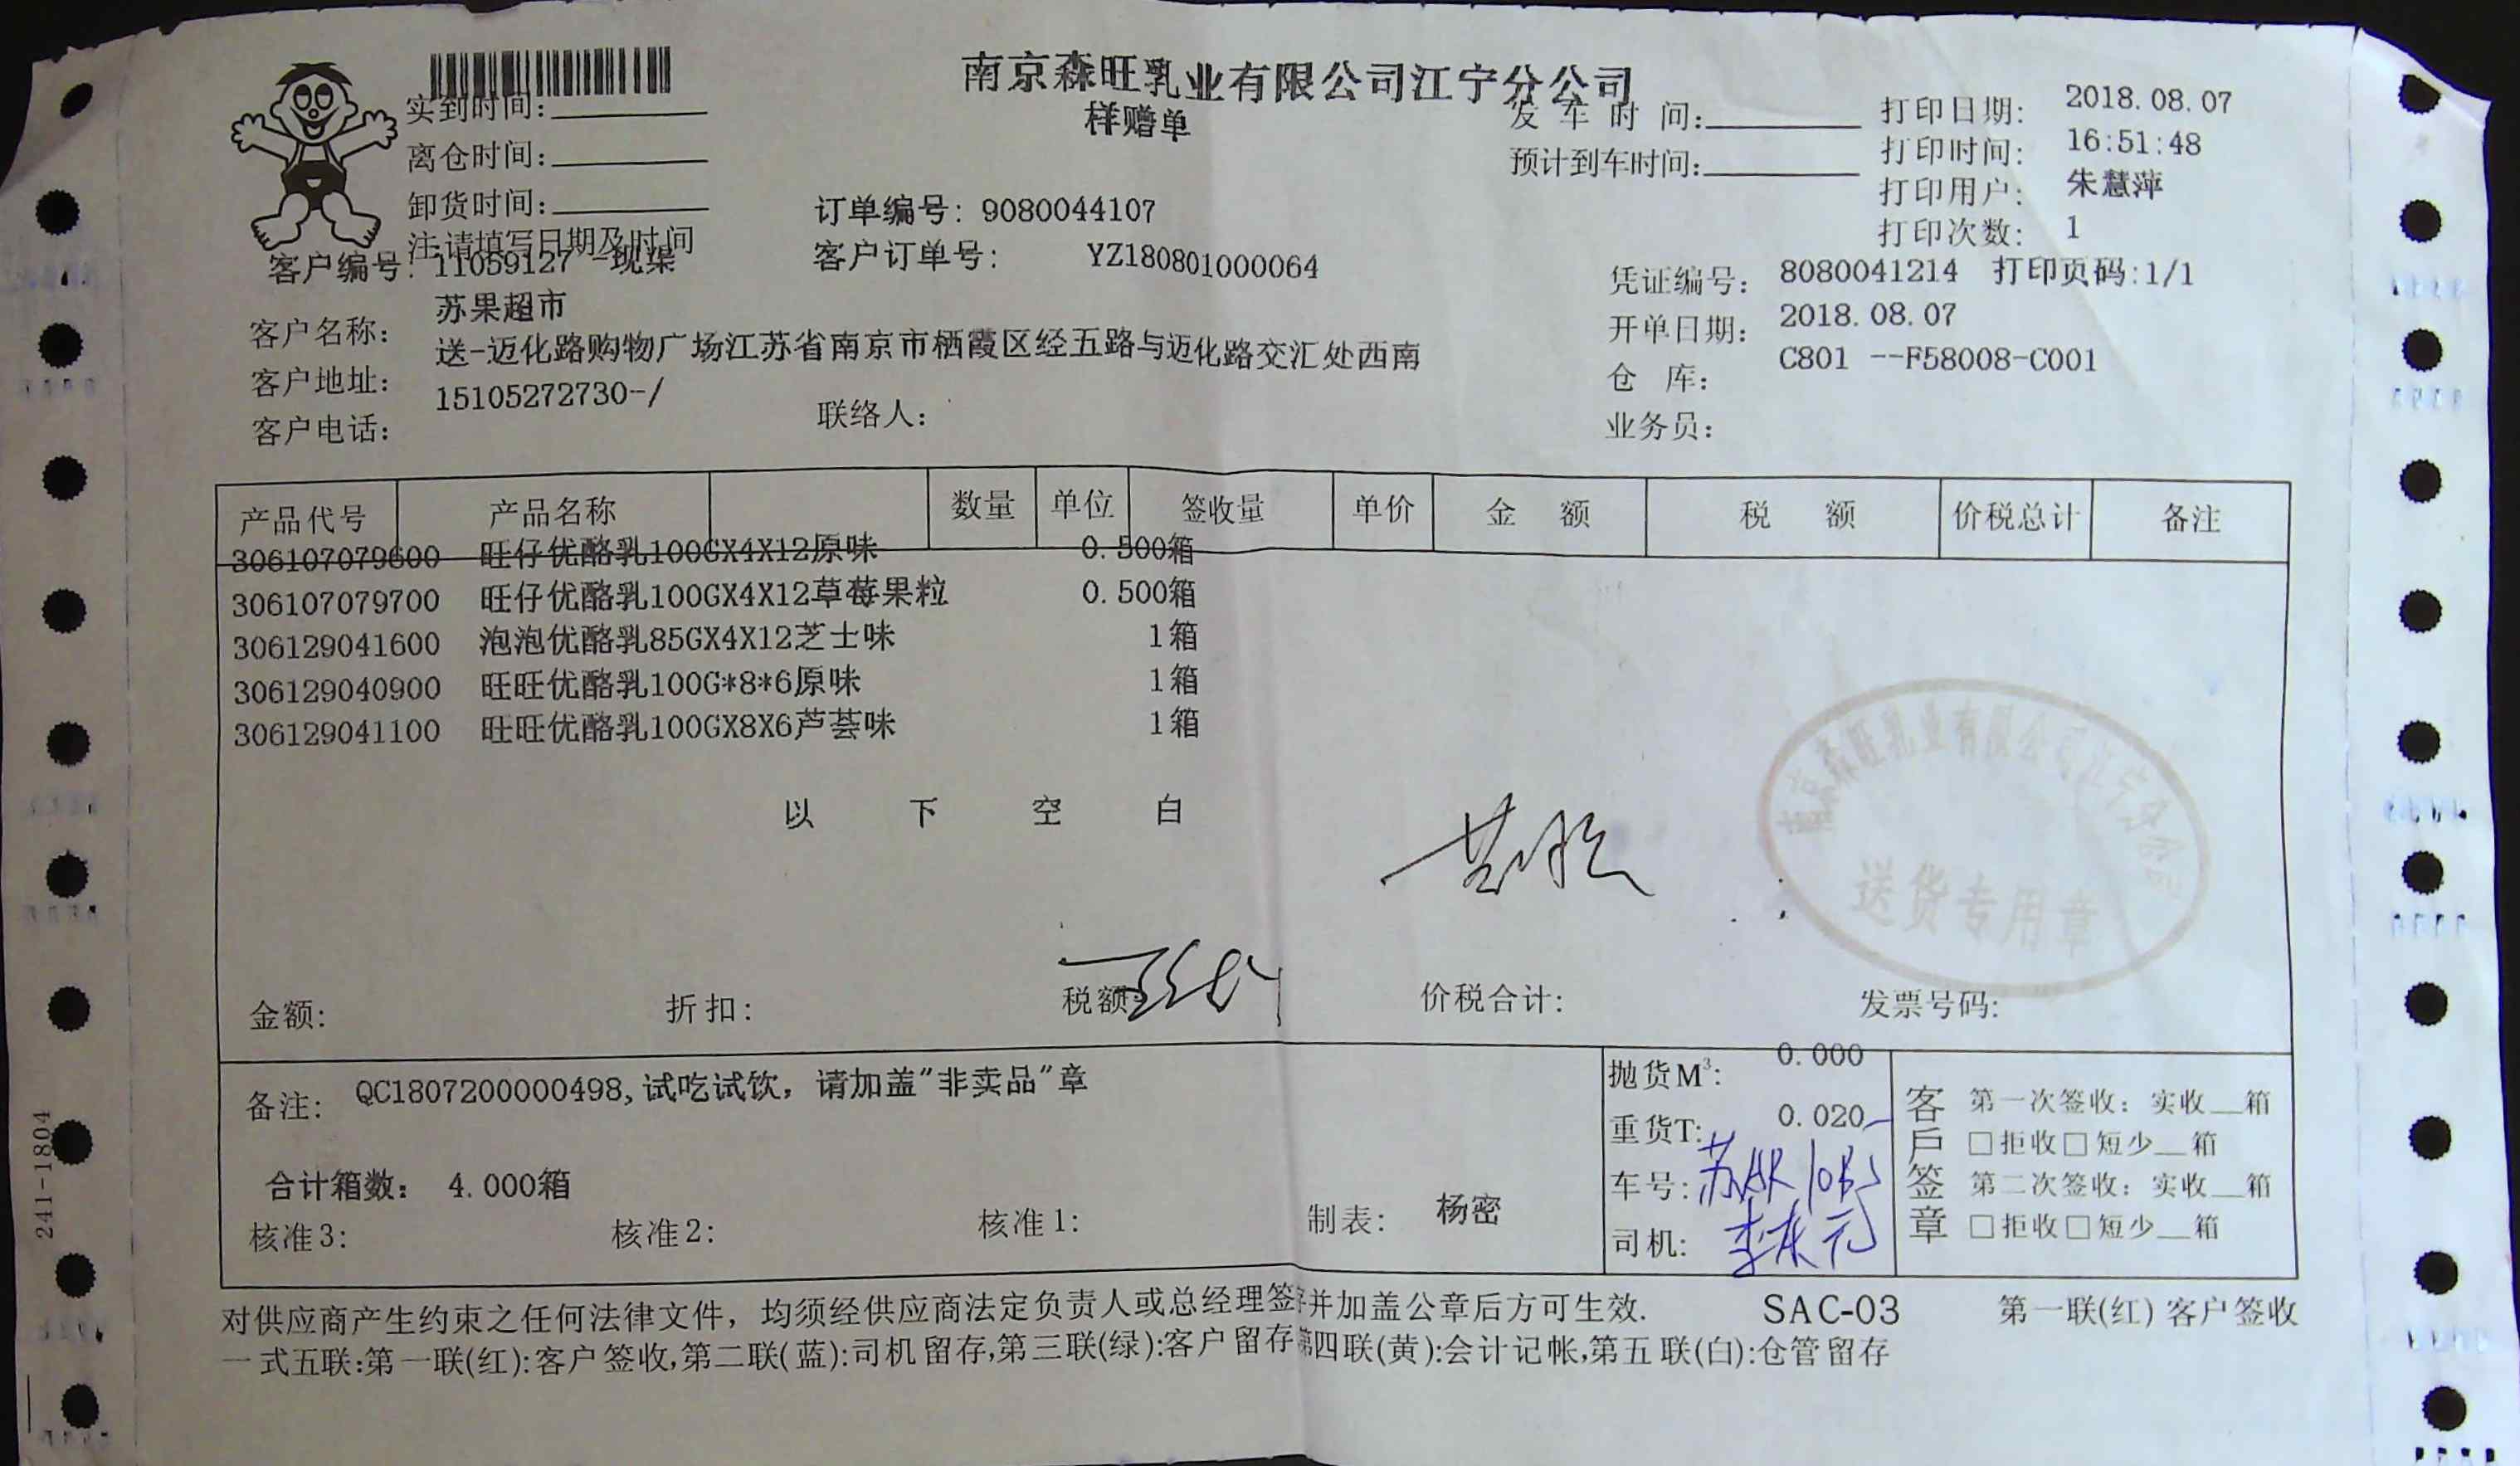 南京森旺乳业有限公司江宁分公司
样赠单
实到时间:
离仓时间:
卸货时间:
注:请填写日期及时间
发 车 时 间:
预计到车时间:
打印日期: 2018.08.07
打印时间: 16:51:48
打印用户: 朱慧萍
打印次数: 1
订单编号: 9080044107
客户订单号: YZ180801000064
凭证编号: 8080041214 打印页码:1/1
开单日期: 2018.08.07
仓 库: C801 --F58008-C001
业务员:
客户编号: 11059127 -现渠
客户名称: 苏果超市
客户地址: 送-迈化路购物广场江苏省南京市栖霞区经五路与迈化路交汇处西南
客户电话: 15105272730-/
联络人:
产品代号 产品名称 数量 单位 签收量 单价 金 额 税 额 价税总计 备注
306107079600 旺仔优酪乳100GX4X12原味 0.500箱
306107079700 旺仔优酪乳100GX4X12草莓果粒 0.500箱
306129041600 泡泡优酪乳85GX4X12芝士味 1箱
306129040900 旺旺优酪乳100G*8*6原味 1箱
306129041100 旺旺优酪乳100GX8X6芦荟味 1箱
以 下 空 白
南京森旺乳业有限公司江宁分公司
送货专用章
金额: 折扣: 税额: 价税合计: 发票号码:
备注: QC1807200000498,试吃试饮，请加盖"非卖品"章
合计箱数: 4.000箱
核准3: 核准2: 核准1: 制表: 杨密
抛货M³: 0.000
重货T: 0.020
车号:
司机:
客户签章
第一次签收: 实收__箱
□拒收□短少__箱
第二次签收: 实收__箱
□拒收□短少__箱
对供应商产生约束之任何法律文件，均须经供应商法定负责人或总经理签字并加盖公章后方可生效. SAC-03 第一联(红) 客户签收
一式五联:第一联(红):客户签收,第二联(蓝):司机留存,第三联(绿):客户留存,第四联(黄):会计记帐,第五联(白):仓管留存
241-1804